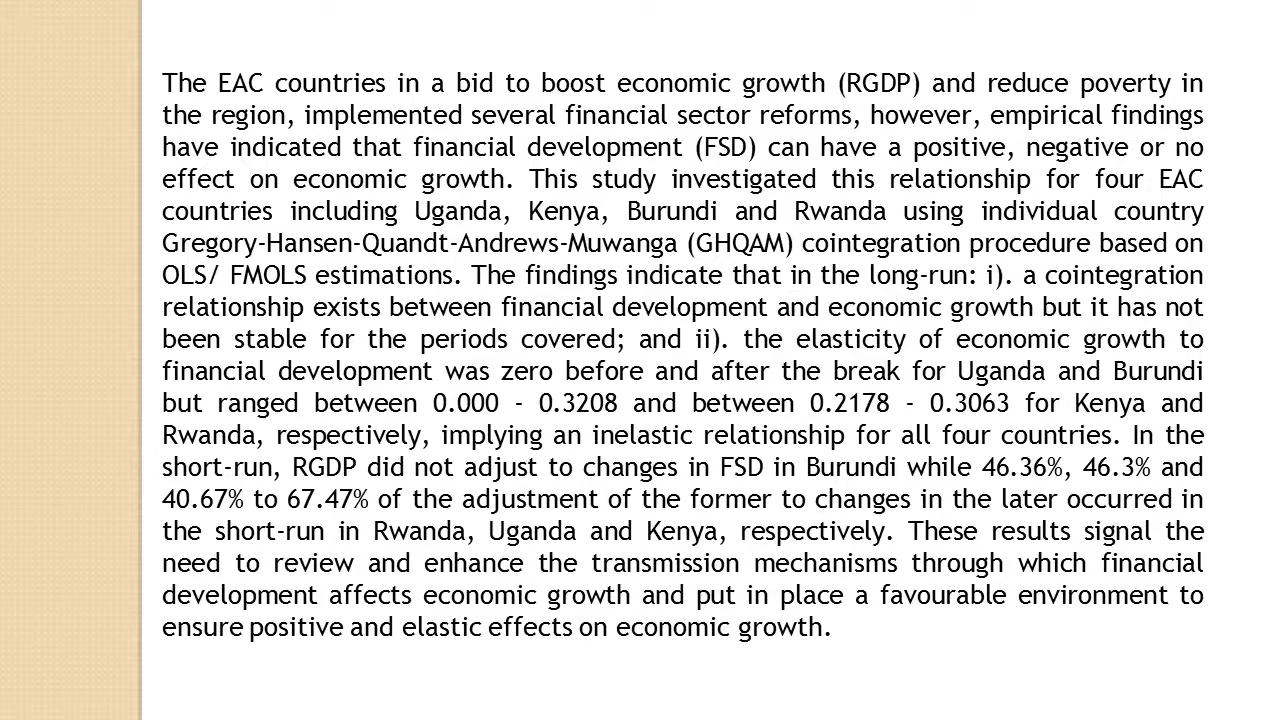 The EAC countries in a bid to boost economic growth (RGDP) and reduce poverty in
the region, implemented several financial sector reforms, however, empirical findings
have indicated that financial development (FSD) can have a positive, negative or no
effect on economic growth. This study investigated this relationship for four EAC
countries including Uganda, Kenya, Burundi and Rwanda using individual country
Gregory-Hansen-Quandt-Andrews-Muwanga (GHQAM) cointegration procedure based on
OLS/ FMOLS estimations. The findings indicate that in the long-run: i). a cointegration
relationship exists between financial development and economic growth but it has not
been stable for the periods covered; and ii). the elasticity of economic growth to
financial development was zero before and after the break for Uganda and Burundi
but ranged between 0.000 - 0.3208 and between 0.2178 - 0.3063 for Kenya and
Rwanda, respectively, implying an inelastic relationship for all four countries. In the
short-run, RGDP did not adjust to changes in FSD in Burundi while 46.36%, 46.3% and
40.67% to 67.47% of the adjustment of the former to changes in the later occurred in
the short-run in Rwanda, Uganda and Kenya, respectively. These results signal the
need to review and enhance the transmission mechanisms through which financial
development affects economic growth and put in place a favourable environment to
ensure positive and elastic effects on economic growth.